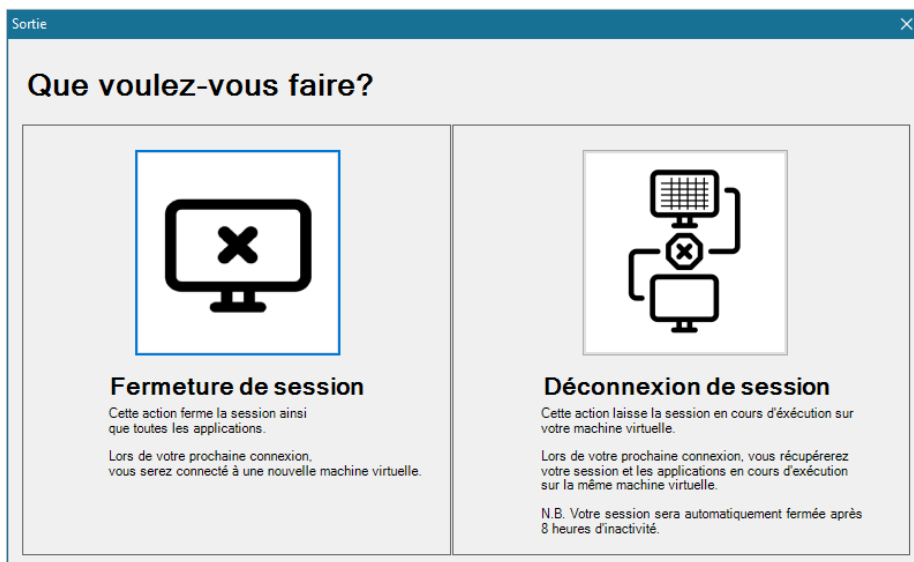 Sortie
Que voulez-vous faire?
Fermeture de session
Cette action ferme la session ainsi
que toutes les applications.
Lors de votre prochaine connexion,
vous serez connecté à une nouvelle machine virtuelle.
Déconnexion de session
Cette action laisse la session en cours d'éxécution sur
votre machine virtuelle.
Lors de votre prochaine connexion, vous récupérerez
votre session et les applications en cours d'exécution
sur la même machine virtuelle.
N.B. Votre session sera automatiquement fermée après
8 heures d'inactivité.